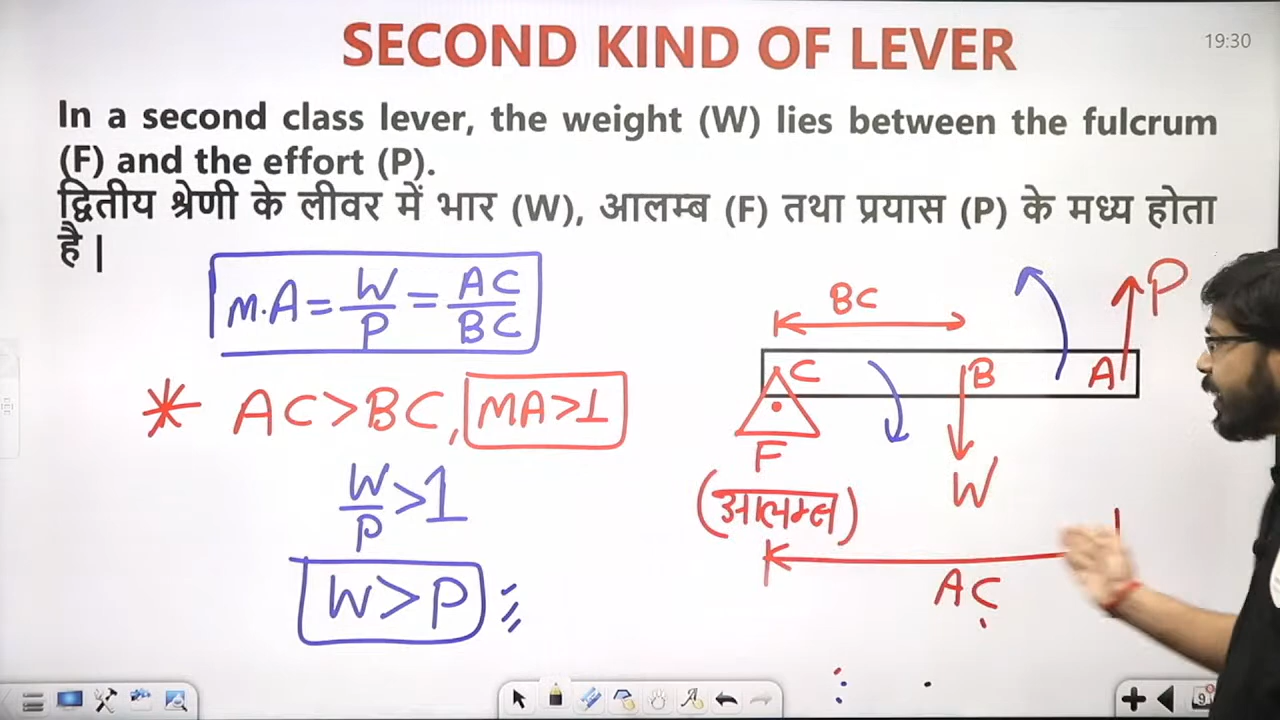 SECOND KIND OF LEVER
19:30
In a second class lever, the weight (W) lies between the fulcrum
(F) and the effort (P).
द्वितीय श्रेणी के लीवर में भार (W), आलम्ब (F) तथा प्रयास (P) के मध्य होता
है |
M.A = W/P = AC/BC
* AC > BC, MA > 1
W/P > 1
W > P
BC
P
C
B
A
F
W
(आलम्ब)
AC